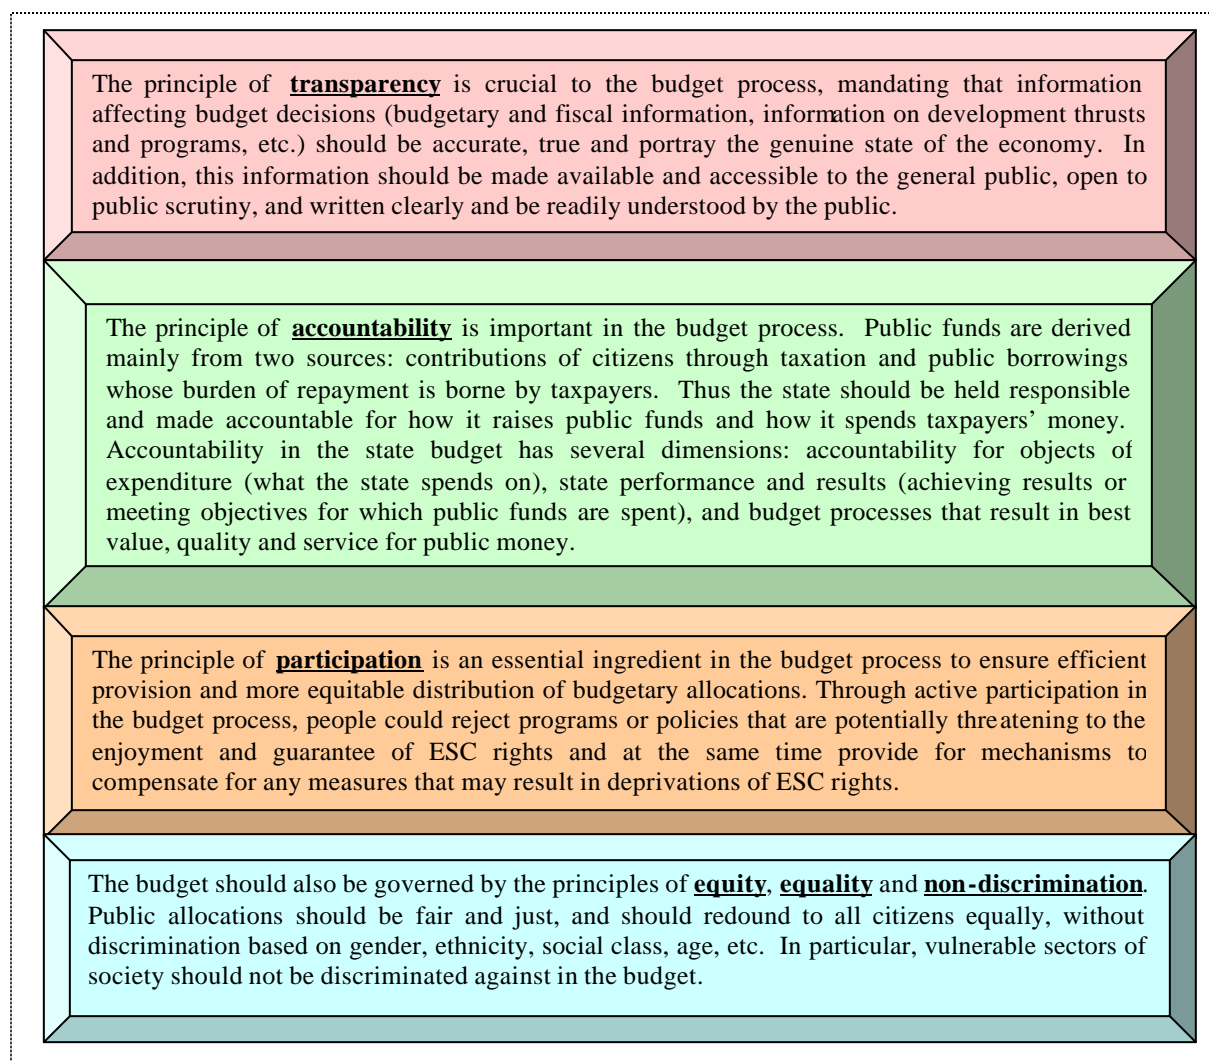 The principle of transparency is crucial to the budget process, mandating that information
affecting budget decisions (budgetary and fiscal information, information on development thrusts
and programs, etc.) should be accurate, true and portray the genuine state of the economy. In
addition, this information should be made available and accessible to the general public, open to
public scrutiny, and written clearly and be readily understood by the public.
The principle of accountability is important in the budget process. Public funds are derived
mainly from two sources: contributions of citizens through taxation and public borrowings
whose burden of repayment is borne by taxpayers. Thus the state should be held responsible
and made accountable for how it raises public funds and how it spends taxpayers’ money.
Accountability in the state budget has several dimensions: accountability for objects of
expenditure (what the state spends on), state performance and results (achieving results or
meeting objectives for which public funds are spent), and budget processes that result in best
value, quality and service for public money.
The principle of participation is an essential ingredient in the budget process to ensure efficient
provision and more equitable distribution of budgetary allocations. Through active participation in
the budget process, people could reject programs or policies that are potentially threatening to the
enjoyment and guarantee of ESC rights and at the same time provide for mechanisms to
compensate for any measures that may result in deprivations of ESC rights.
The budget should also be governed by the principles of equity, equality and non-discrimination.
Public allocations should be fair and just, and should redound to all citizens equally, without
discrimination based on gender, ethnicity, social class, age, etc. In particular, vulnerable sectors of
society should not be discriminated against in the budget.